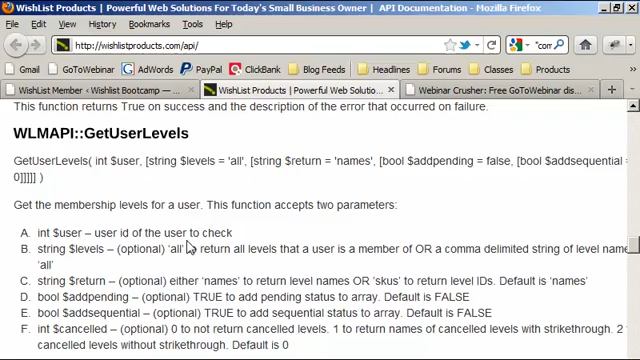 WishList Products | Powerful Web Solutions For Today's Small Business Owner | API Documentation - Mozilla Firefox
File Edit View History Bookmarks Tools Help
http://wishlistproducts.com/api/
"com
Gmail GoToWebinar AdWords PayPal ClickBank Blog Feeds Headlines Forums Classes Products
WishList Member ‹ Wishlist Bootcamp — ... WishList Products | Powerful Web Solutio... Webinar Crusher: Free GoToWebinar dis...
This function returns True on success and the description of the error that occurred on failure.
WLMAPI::GetUserLevels
GetUserLevels( int $user, [string $levels = 'all', [string $return = 'names', [bool $addpending = false, [bool $addsequential =
0]]]]] )
Get the membership levels for a user. This function accepts two parameters:
A. int $user – user id of the user to check
B. string $levels – (optional) 'all' to return all levels that a user is a member of OR a comma delimited string of level name
'all'
C. string $return – (optional) either 'names' to return level names OR 'skus' to return level IDs. Default is 'names'
D. bool $addpending – (optional) TRUE to add pending status to array. Default is FALSE
E. bool $addsequential – (optional) TRUE to add sequential status to array. Default is FALSE
F. int $cancelled – (optional) 0 to not return cancelled levels. 1 to return names of cancelled levels with strikethrough. 2
cancelled levels without strikethrough. Default is 0